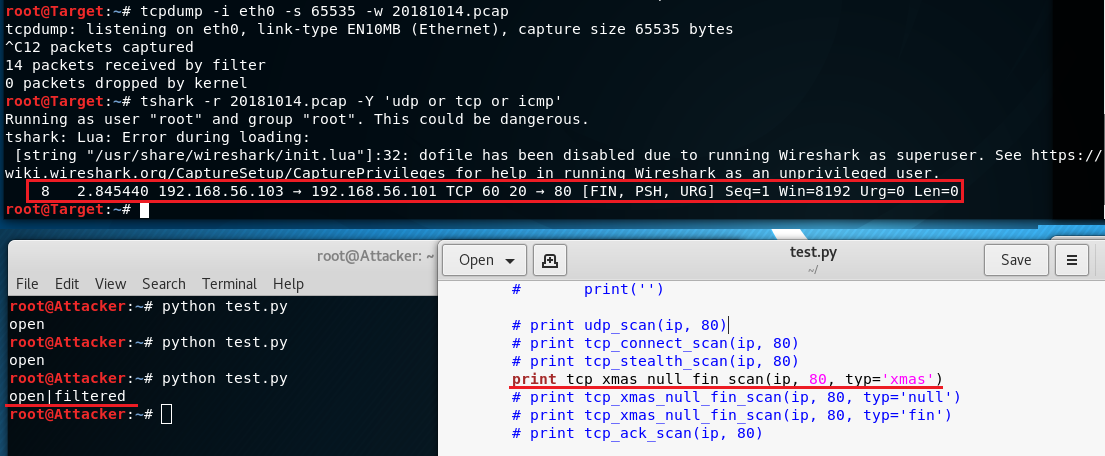 root@Target:~# tcpdump -i eth0 -s 65535 -w 20181014.pcap
tcpdump: listening on eth0, link-type EN10MB (Ethernet), capture size 65535 bytes
^C12 packets captured
14 packets received by filter
0 packets dropped by kernel
root@Target:~# tshark -r 20181014.pcap -Y 'udp or tcp or icmp'
Running as user "root" and group "root". This could be dangerous.
tshark: Lua: Error during loading:
[string "/usr/share/wireshark/init.lua"]:32: dofile has been disabled due to running Wireshark as superuser. See https://
wiki.wireshark.org/CaptureSetup/CapturePrivileges for help in running Wireshark as an unprivileged user.
8 2.845440 192.168.56.103 → 192.168.56.101 TCP 60 20 → 80 [FIN, PSH, URG] Seq=1 Win=8192 Urg=0 Len=0
root@Target:~#
root@Attacker: ~
File Edit View Search Terminal Help
root@Attacker:~# python test.py
open
root@Attacker:~# python test.py
open
root@Attacker:~# python test.py
open|filtered
root@Attacker:~#
Open
test.py
~/
Save
# print('')
# print udp_scan(ip, 80)
# print tcp_connect_scan(ip, 80)
# print tcp_stealth_scan(ip, 80)
print tcp_xmas_null_fin_scan(ip, 80, typ='xmas')
# print tcp_xmas_null_fin_scan(ip, 80, typ='null')
# print tcp_xmas_null_fin_scan(ip, 80, typ='fin')
# print tcp_ack_scan(ip, 80)